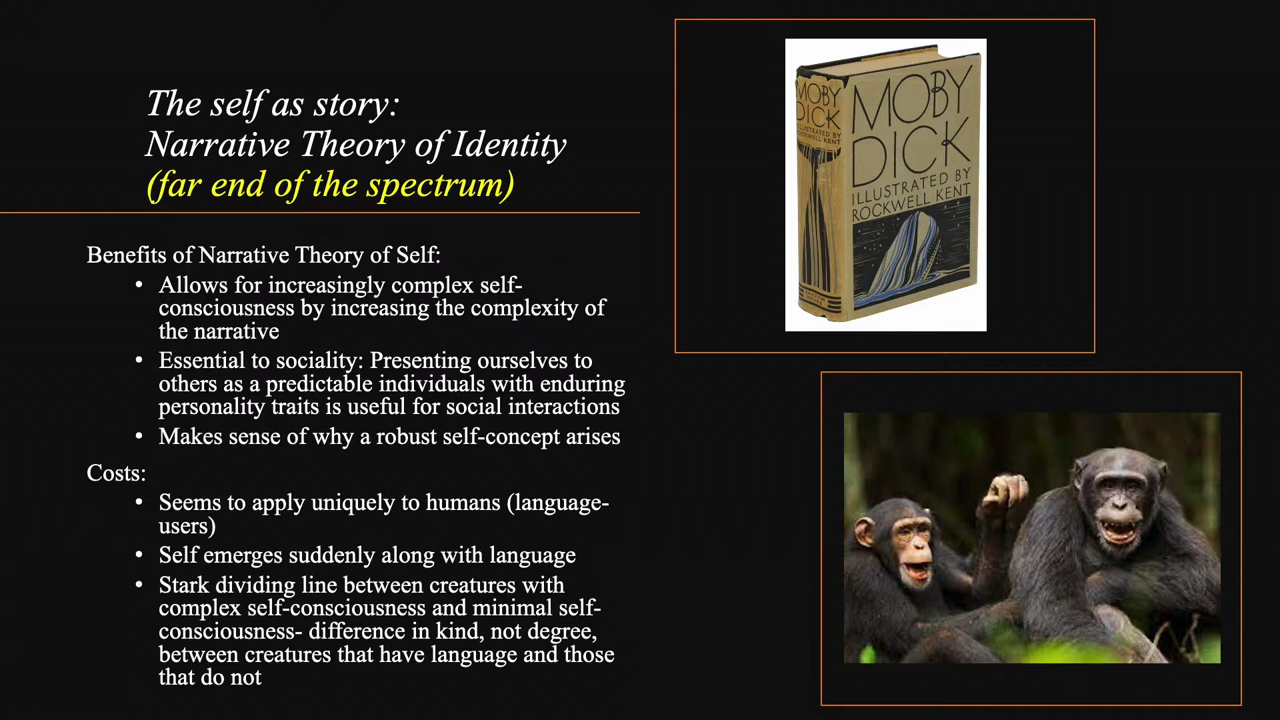 The self as story:
Narrative Theory of Identity
(far end of the spectrum)
Benefits of Narrative Theory of Self:
• Allows for increasingly complex self-
consciousness by increasing the complexity of
the narrative
• Essential to sociality: Presenting ourselves to
others as a predictable individuals with enduring
personality traits is useful for social interactions
• Makes sense of why a robust self-concept arises
Costs:
• Seems to apply uniquely to humans (language-
users)
• Self emerges suddenly along with language
• Stark dividing line between creatures with
complex self-consciousness and minimal self-
consciousness- difference in kind, not degree,
between creatures that have language and those
that do not
MOBY
DICK
ILLUSTRATED BY
ROCKWELL KENT
MOBY
DICK
ILLUSTRATED BY
ROCKWELL KENT